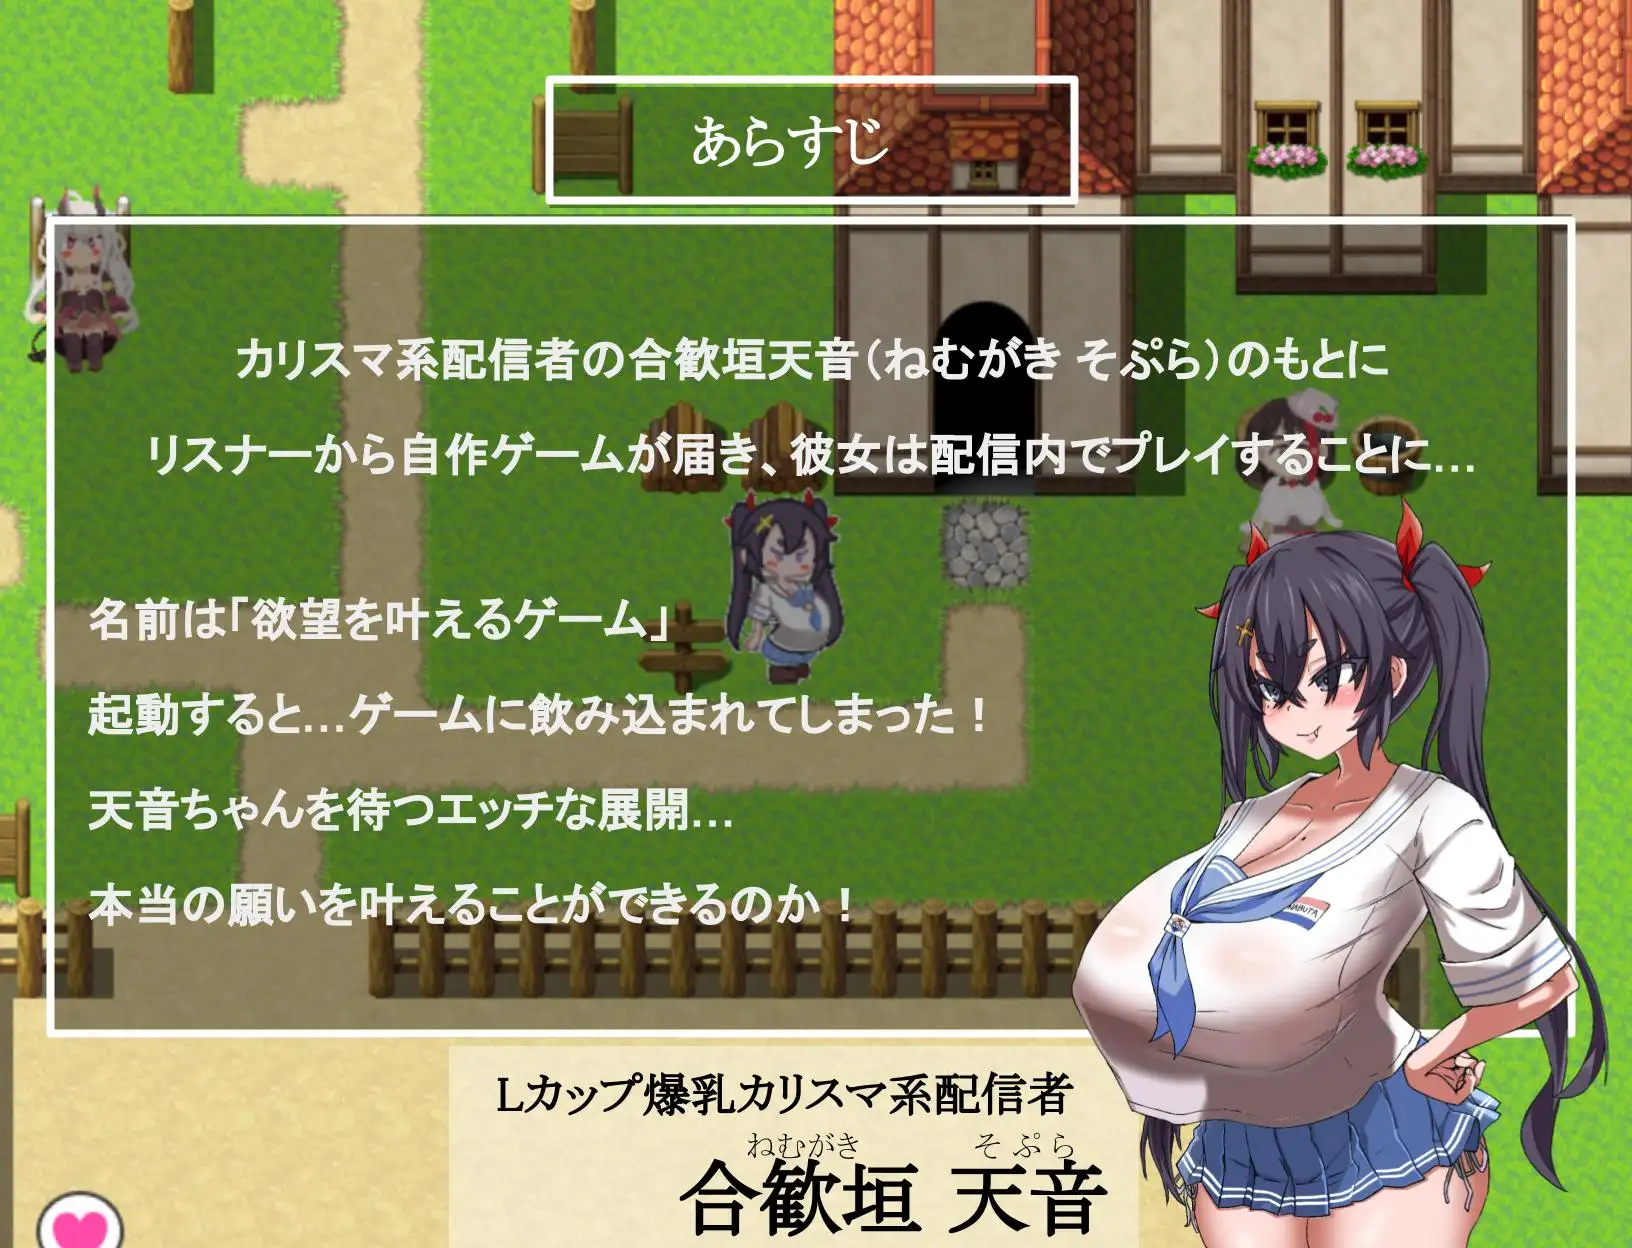 あらすじ
カリスマ系配信者の合歓垣天音(ねむがき そぷら)のもとに
リスナーから自作ゲームが届き、彼女は配信内でプレイすることに…
名前は「欲望を叶えるゲーム」
起動すると…ゲームに飲み込まれてしまった！
天音ちゃんを待つエッチな展開…
本当の願いを叶えることができるのか！
NABUTA
Lカップ爆乳カリスマ系配信者
ねむがき そぷら
合歓垣 天音